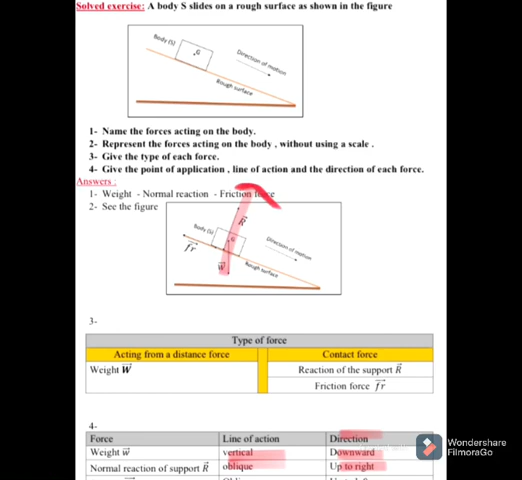 Solved exercise: A body S slides on a rough surface as shown in the figure
Body (S)
.G
Direction of motion
Rough surface
1- Name the forces acting on the body.
2- Represent the forces acting on the body , without using a scale .
3- Give the type of each force.
4- Give the point of application , line of action and the direction of each force.
Answers :
1- Weight - Normal reaction - Friction force
2- See the figure
R⃗
Body (S)
G
Direction of motion
fr⃗
W⃗
Rough surface
3-
Type of force
Acting from a distance force Contact force
Weight W⃗ Reaction of the support R⃗
Friction force fr⃗
4-
Force Line of action Direction
Weight w⃗ vertical Downward
Normal reaction of support R⃗ oblique Up to right
Wondershare
FilmoraGo